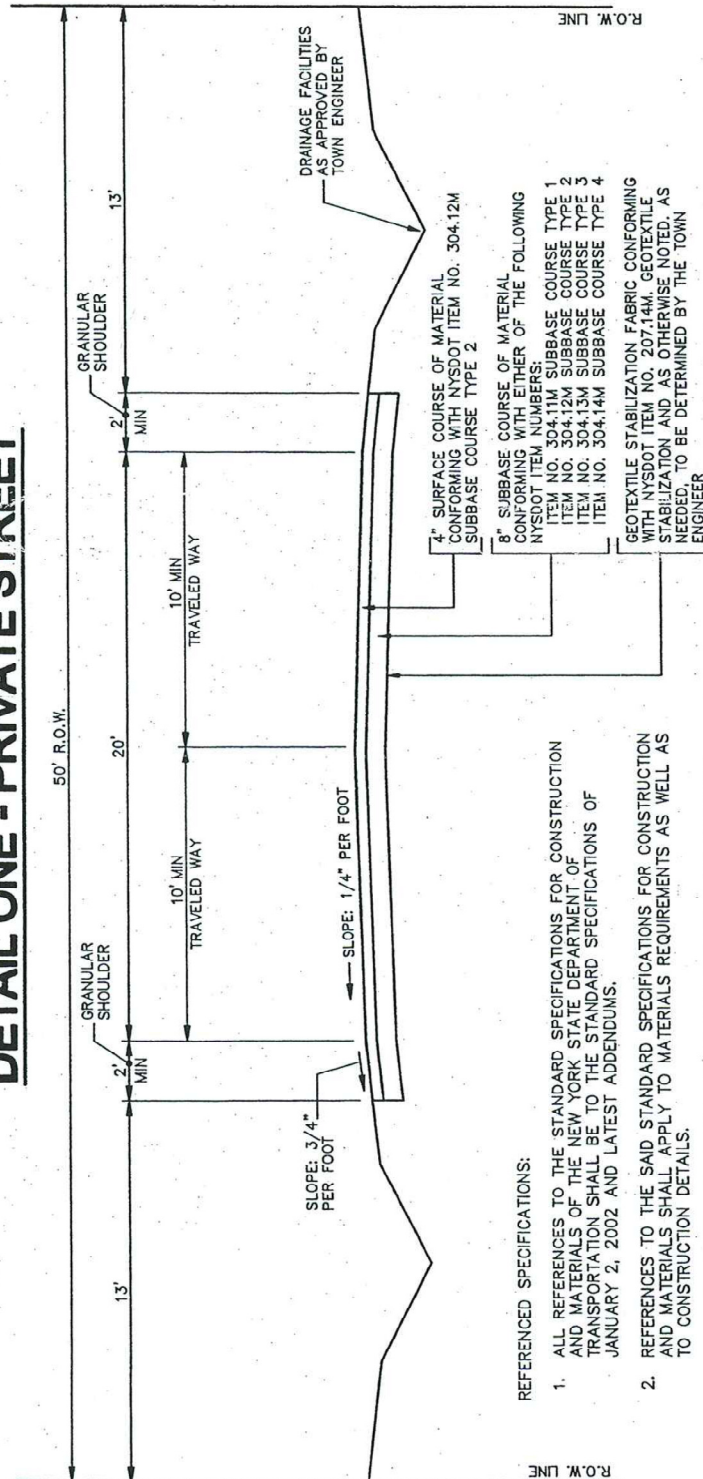 DETAIL ONE - PRIVATE STREET
50' R.O.W.
13'
2'
MIN
GRANULAR
SHOULDER
20'
GRANULAR
SHOULDER
2'
MIN
13'
10' MIN
TRAVELED WAY
10' MIN
TRAVELED WAY
SLOPE: 3/4"
PER FOOT
SLOPE: 1/4" PER FOOT
DRAINAGE FACILITIES
AS APPROVED BY
TOWN ENGINEER
4" SURFACE COURSE OF MATERIAL
CONFORMING WITH NYSDOT ITEM NO. 304.12M
SUBBASE COURSE TYPE 2
8" SUBBASE COURSE OF MATERIAL
CONFORMING WITH EITHER OF THE FOLLOWING
NYSDOT ITEM NUMBERS:
ITEM NO. 304.11M SUBBASE COURSE TYPE 1
ITEM NO. 304.12M SUBBASE COURSE TYPE 2
ITEM NO. 304.13M SUBBASE COURSE TYPE 3
ITEM NO. 304.14M SUBBASE COURSE TYPE 4
GEOTEXTILE STABILIZATION FABRIC CONFORMING
WITH NYSDOT ITEM NO. 207.14M. GEOTEXTILE
STABILIZATION AND AS OTHERWISE NOTED, AS
NEEDED, TO BE DETERMINED BY THE TOWN
ENGINEER
REFERENCED SPECIFICATIONS:
1. ALL REFERENCES TO THE STANDARD SPECIFICATIONS FOR CONSTRUCTION
AND MATERIALS OF THE NEW YORK STATE DEPARTMENT OF
TRANSPORTATION SHALL BE TO THE STANDARD SPECIFICATIONS OF
JANUARY 2, 2002 AND LATEST ADDENDUMS.
2. REFERENCES TO THE SAID STANDARD SPECIFICATIONS FOR CONSTRUCTION
AND MATERIALS SHALL APPLY TO MATERIALS REQUIREMENTS AS WELL AS
TO CONSTRUCTION DETAILS.
R.O.W. LINE
R.O.W. LINE